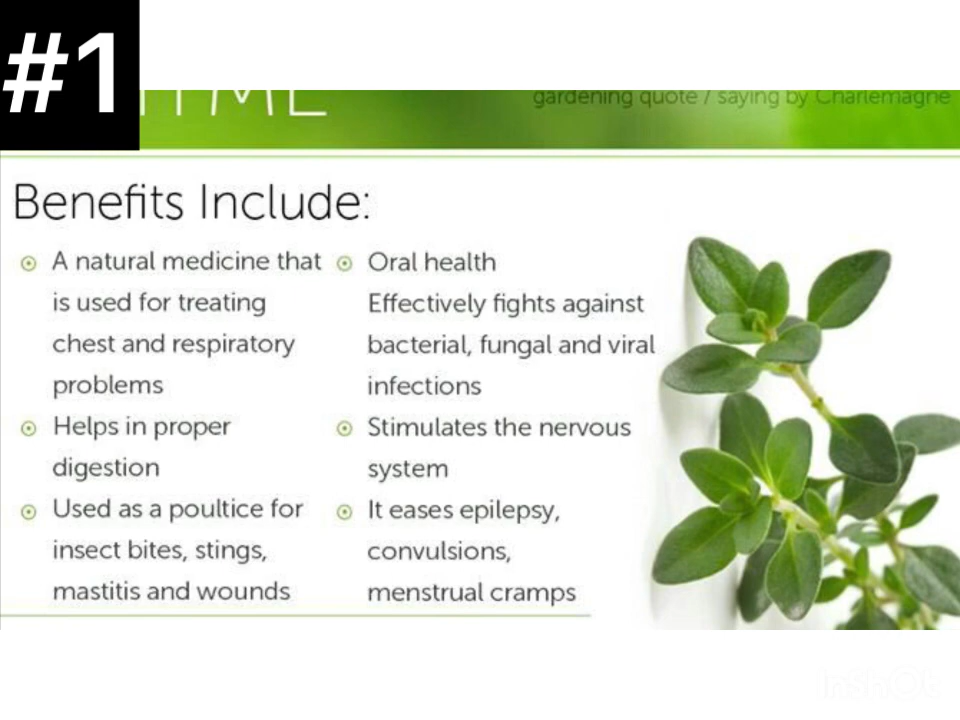 #1
gardening quote / saying by Charlemagne
Benefits Include:
A natural medicine that
is used for treating
chest and respiratory
problems
Helps in proper
digestion
Used as a poultice for
insect bites, stings,
mastitis and wounds
Oral health
Effectively fights against
bacterial, fungal and viral
infections
Stimulates the nervous
system
It eases epilepsy,
convulsions,
menstrual cramps
InShOt